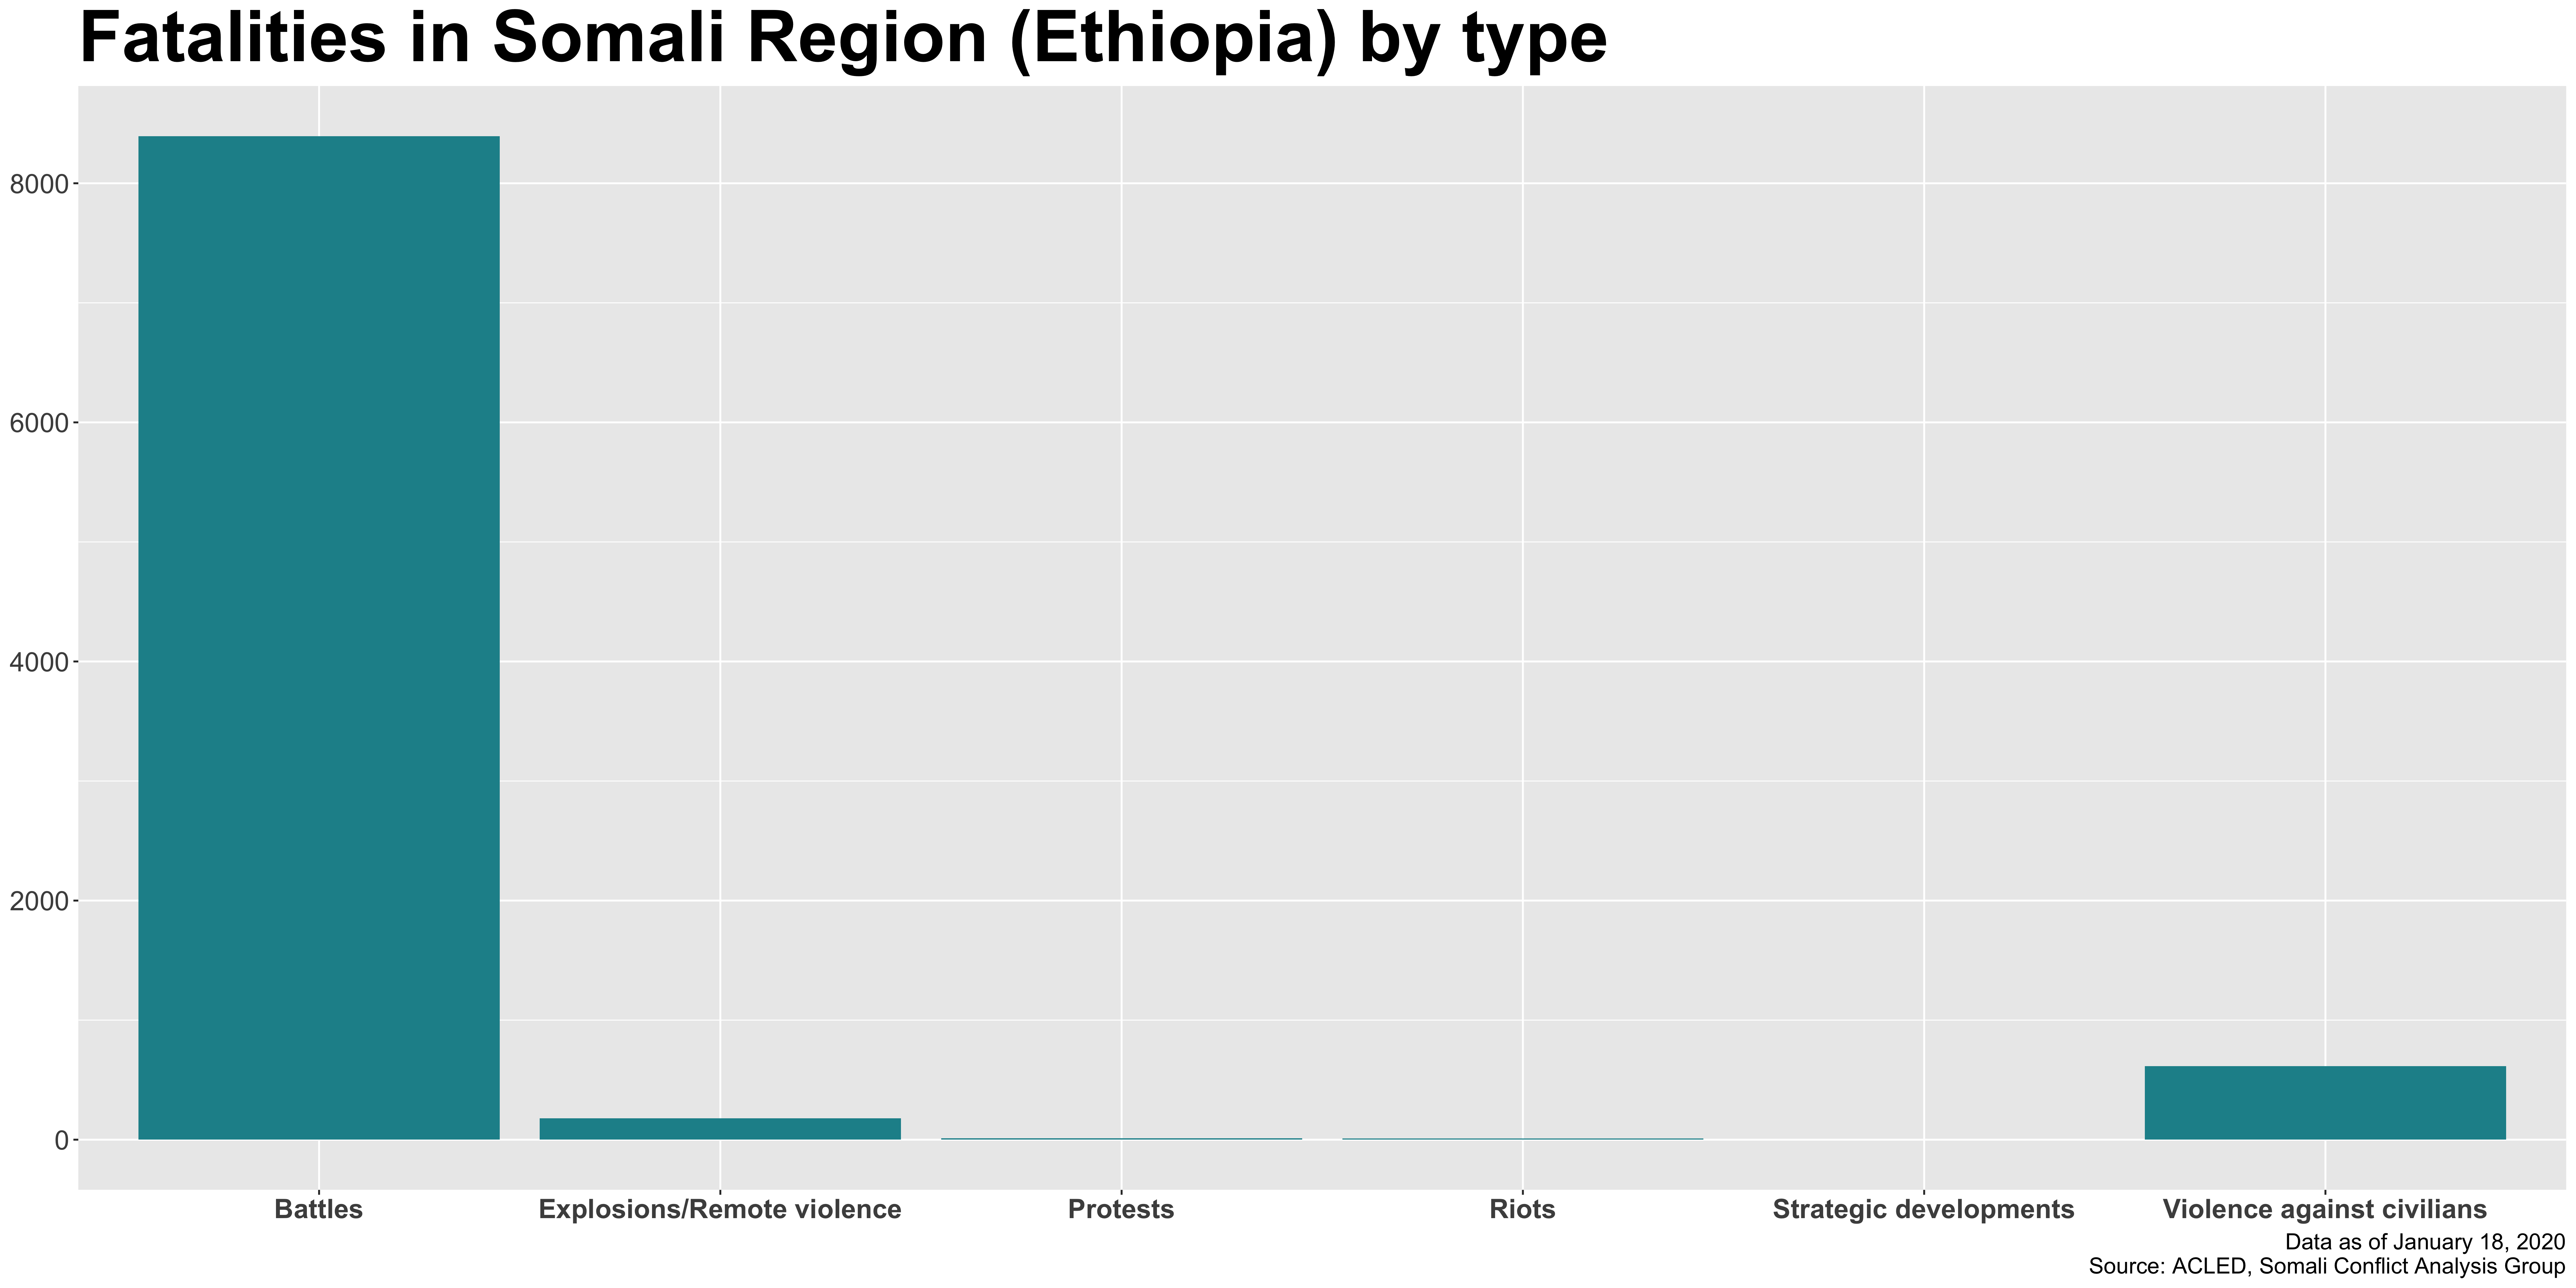 Fatalities in Somali Region (Ethiopia) by type
8000
6000
4000
2000
0
Battles
Explosions/Remote violence
Protests
Riots
Strategic developments
Violence against civilians
Data as of January 18, 2020
Source: ACLED, Somali Conflict Analysis Group